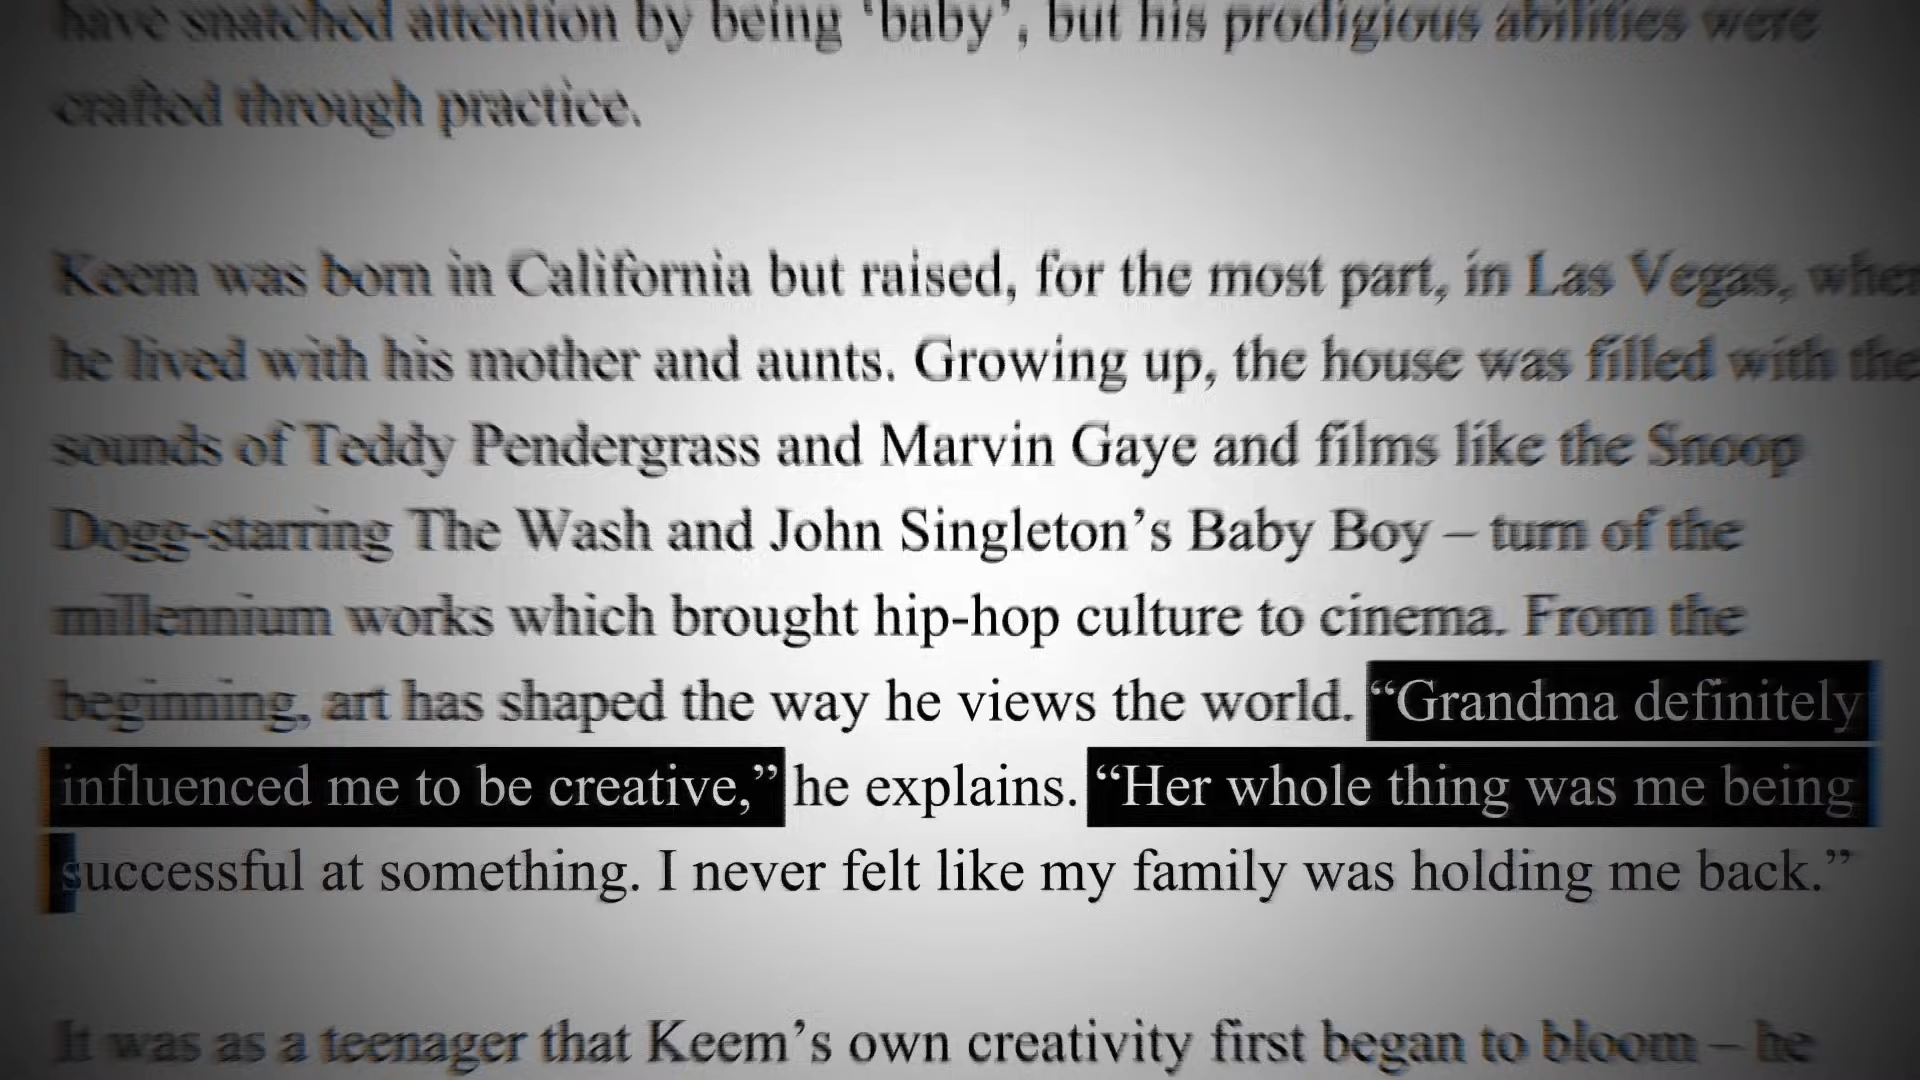 have snatched attention by being ‘baby’, but his prodigious abilities were
crafted through practice.
Keem was born in California but raised, for the most part, in Las Vegas, wher
he lived with his mother and aunts. Growing up, the house was filled with the
sounds of Teddy Pendergrass and Marvin Gaye and films like the Snoop
Dogg-starring The Wash and John Singleton’s Baby Boy – turn of the
millennium works which brought hip-hop culture to cinema. From the
beginning, art has shaped the way he views the world. “Grandma definitely
influenced me to be creative,” he explains. “Her whole thing was me being
successful at something. I never felt like my family was holding me back.”
It was as a teenager that Keem’s own creativity first began to bloom – he